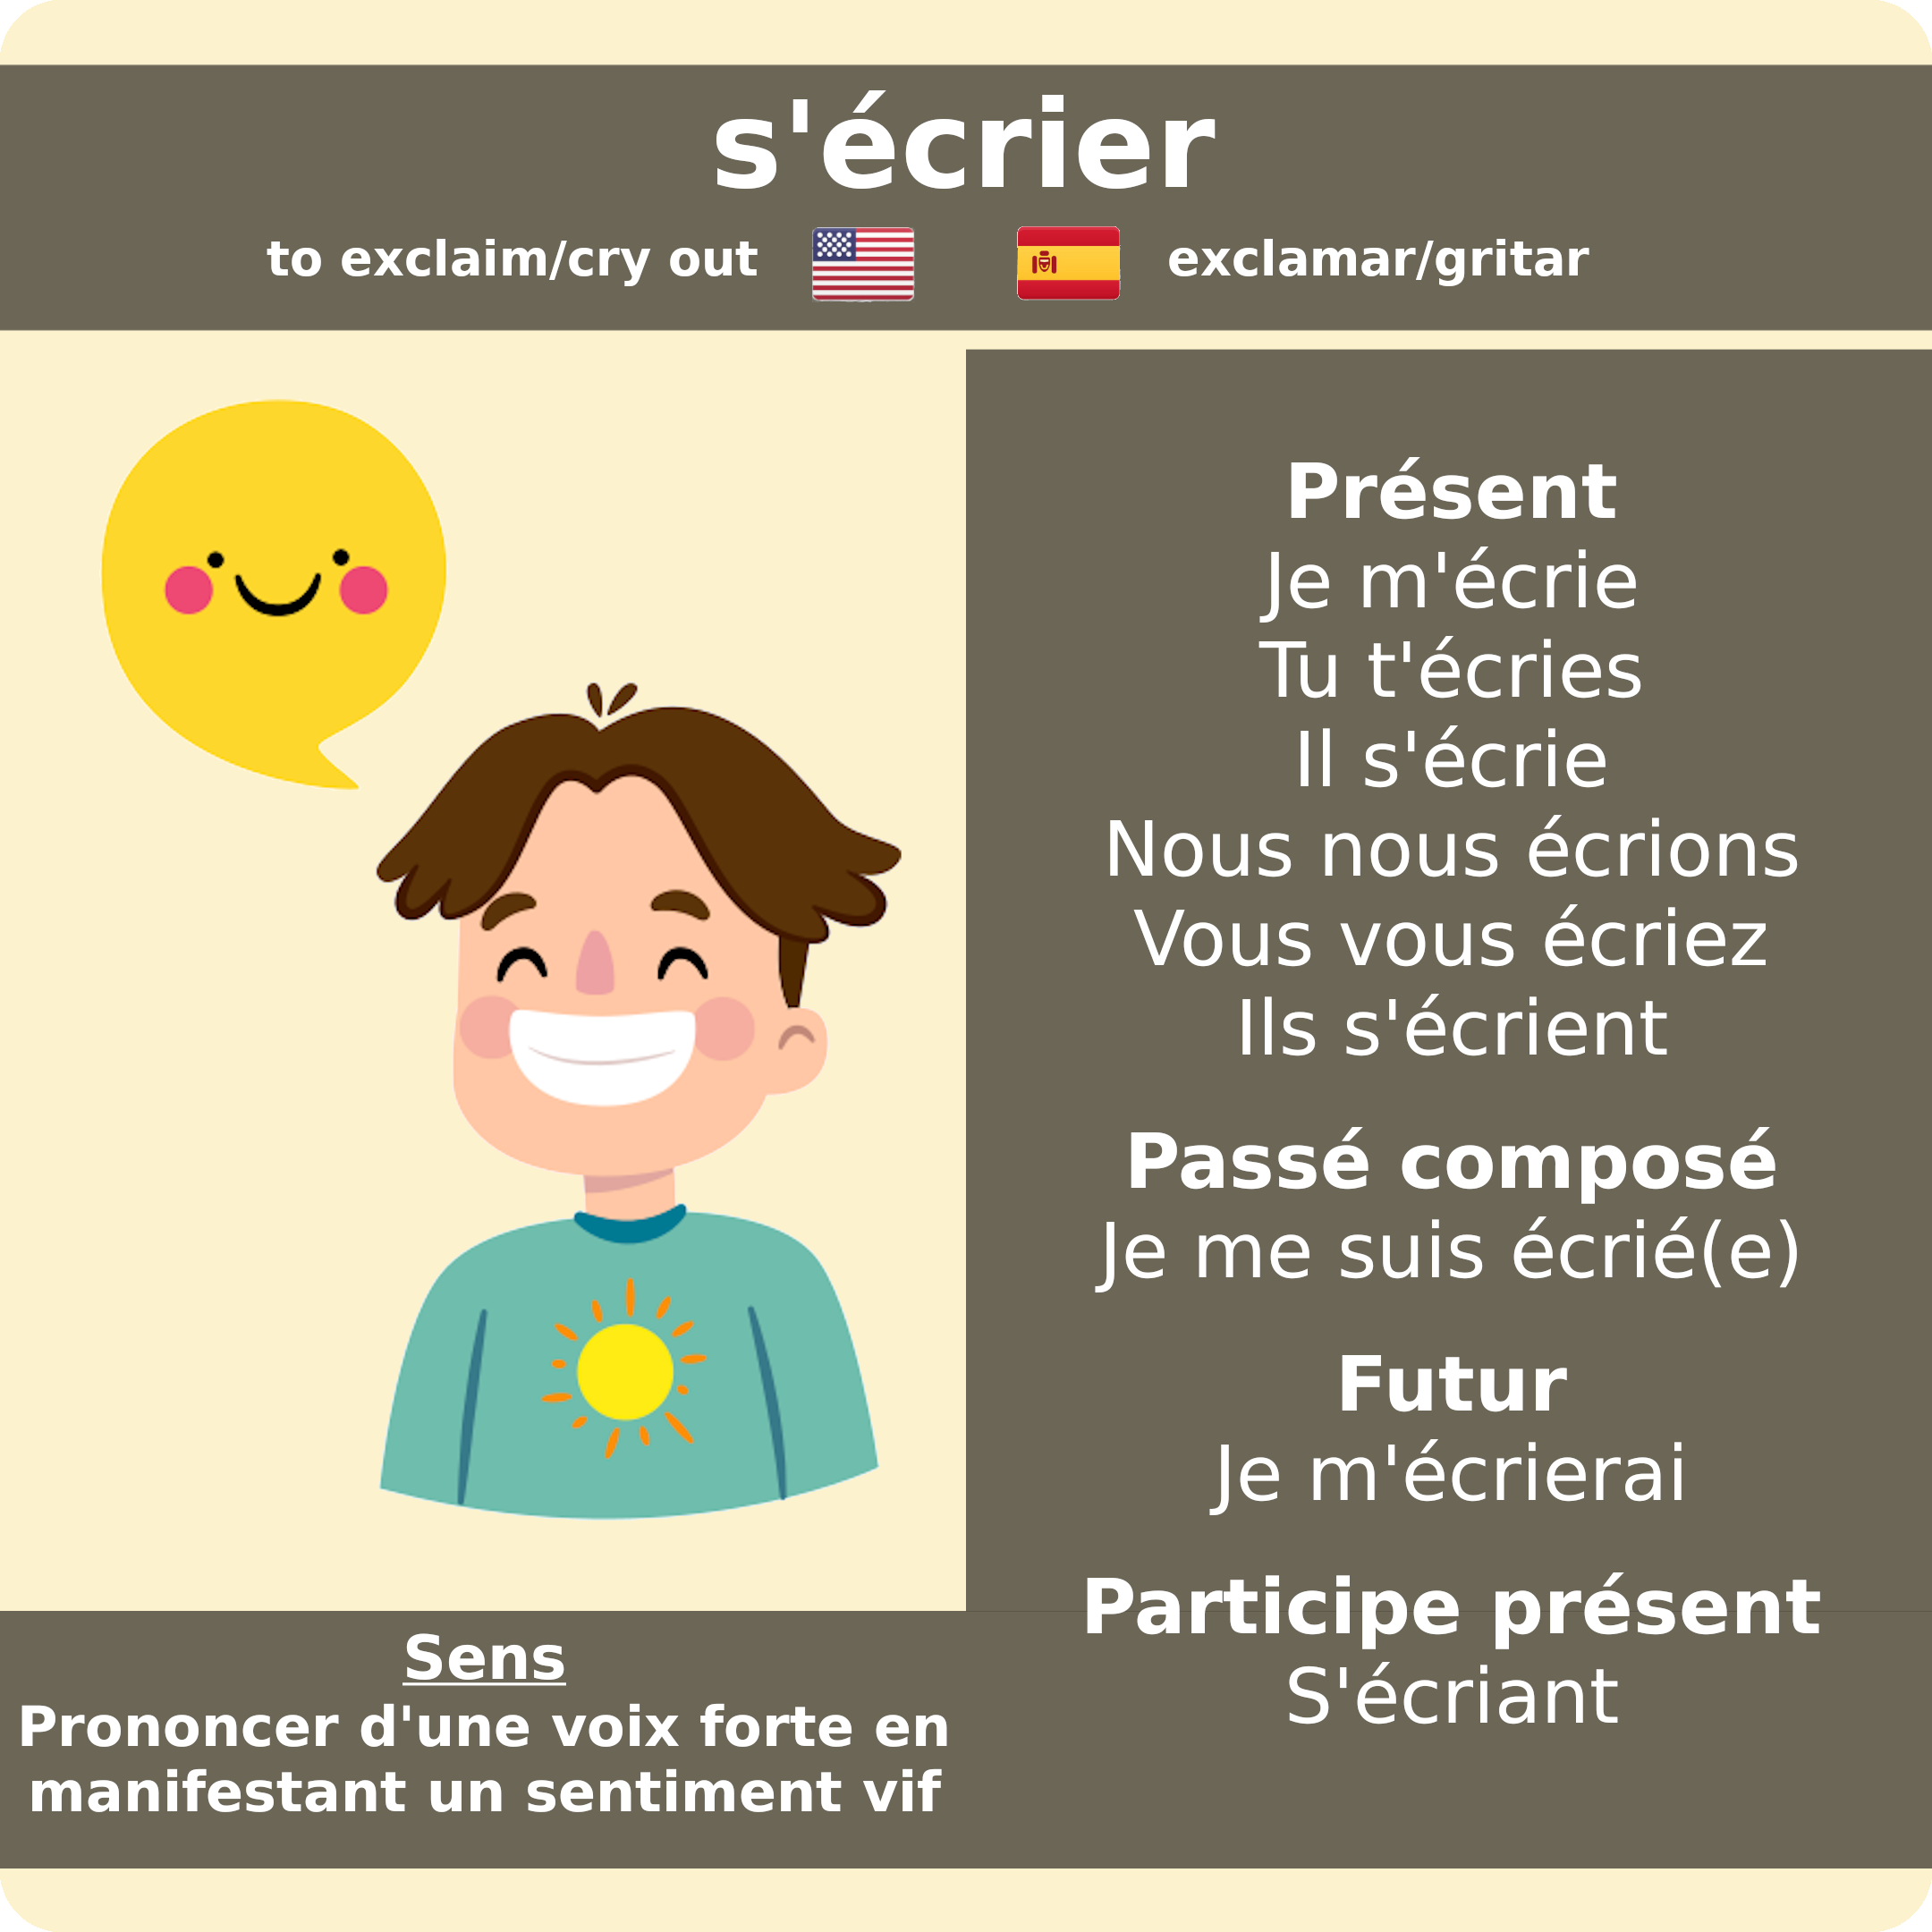 s'écrier
to exclaim/cry out
exclamar/gritar
Présent
Je m'écrie
Tu t'écries
Il s'écrie
Nous nous écrions
Vous vous écriez
Ils s'écrient
Passé composé
Je me suis écrié(e)
Futur
Je m'écrierai
Participe présent
S'écriant
Sens
Prononcer d'une voix forte en
manifestant un sentiment vif